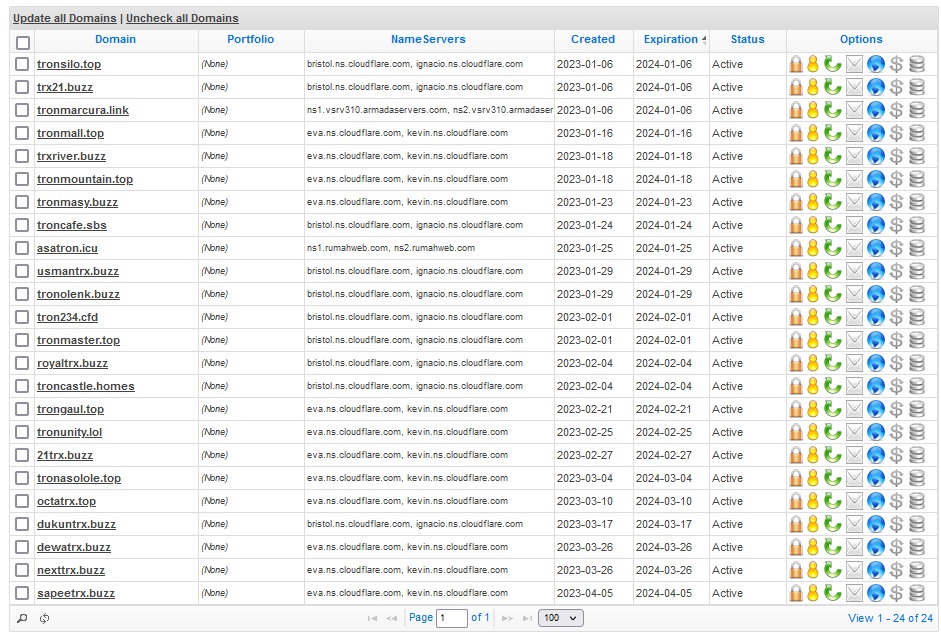 Update all Domains | Uncheck all Domains
Domain Portfolio NameServers Created Expiration Status Options
tronsilo.top (None) bristol.ns.cloudflare.com, ignacio.ns.cloudflare.com 2023-01-06 2024-01-06 Active
trx21.buzz (None) bristol.ns.cloudflare.com, ignacio.ns.cloudflare.com 2023-01-06 2024-01-06 Active
tronmarcura.link (None) ns1.vsrv310.armadaservers.com, ns2.vsrv310.armadaser 2023-01-06 2024-01-06 Active
tronmall.top (None) eva.ns.cloudflare.com, kevin.ns.cloudflare.com 2023-01-16 2024-01-16 Active
trxriver.buzz (None) eva.ns.cloudflare.com, kevin.ns.cloudflare.com 2023-01-18 2024-01-18 Active
tronmountain.top (None) eva.ns.cloudflare.com, kevin.ns.cloudflare.com 2023-01-18 2024-01-18 Active
tronmasy.buzz (None) eva.ns.cloudflare.com, kevin.ns.cloudflare.com 2023-01-23 2024-01-23 Active
troncafe.sbs (None) bristol.ns.cloudflare.com, ignacio.ns.cloudflare.com 2023-01-24 2024-01-24 Active
asatron.icu (None) ns1.rumahweb.com, ns2.rumahweb.com 2023-01-25 2024-01-25 Active
usmantrx.buzz (None) bristol.ns.cloudflare.com, ignacio.ns.cloudflare.com 2023-01-29 2024-01-29 Active
tronolenk.buzz (None) bristol.ns.cloudflare.com, ignacio.ns.cloudflare.com 2023-01-29 2024-01-29 Active
tron234.cfd (None) bristol.ns.cloudflare.com, ignacio.ns.cloudflare.com 2023-02-01 2024-02-01 Active
tronmaster.top (None) bristol.ns.cloudflare.com, ignacio.ns.cloudflare.com 2023-02-01 2024-02-01 Active
royaltrx.buzz (None) bristol.ns.cloudflare.com, ignacio.ns.cloudflare.com 2023-02-04 2024-02-04 Active
troncastle.homes (None) bristol.ns.cloudflare.com, ignacio.ns.cloudflare.com 2023-02-04 2024-02-04 Active
trongaul.top (None) eva.ns.cloudflare.com, kevin.ns.cloudflare.com 2023-02-21 2024-02-21 Active
tronunity.lol (None) eva.ns.cloudflare.com, kevin.ns.cloudflare.com 2023-02-25 2024-02-25 Active
21trx.buzz (None) eva.ns.cloudflare.com, kevin.ns.cloudflare.com 2023-02-27 2024-02-27 Active
tronasolole.top (None) eva.ns.cloudflare.com, kevin.ns.cloudflare.com 2023-03-04 2024-03-04 Active
octatrx.top (None) eva.ns.cloudflare.com, kevin.ns.cloudflare.com 2023-03-10 2024-03-10 Active
dukuntrx.buzz (None) bristol.ns.cloudflare.com, ignacio.ns.cloudflare.com 2023-03-17 2024-03-17 Active
dewatrx.buzz (None) eva.ns.cloudflare.com, kevin.ns.cloudflare.com 2023-03-26 2024-03-26 Active
nexttrx.buzz (None) eva.ns.cloudflare.com, kevin.ns.cloudflare.com 2023-03-26 2024-03-26 Active
sapeetrx.buzz (None) eva.ns.cloudflare.com, kevin.ns.cloudflare.com 2023-04-05 2024-04-05 Active
Page 1 of 1 100 View 1 - 24 of 24